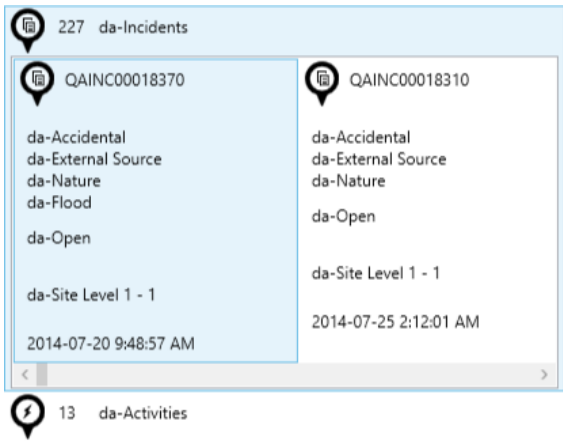 227 da-Incidents
QAINC00018370
da-Accidental
da-External Source
da-Nature
da-Flood
da-Open
da-Site Level 1 - 1
2014-07-20 9:48:57 AM
QAINC00018310
da-Accidental
da-External Source
da-Nature
da-Open
da-Site Level 1 - 1
2014-07-25 2:12:01 AM
13 da-Activities